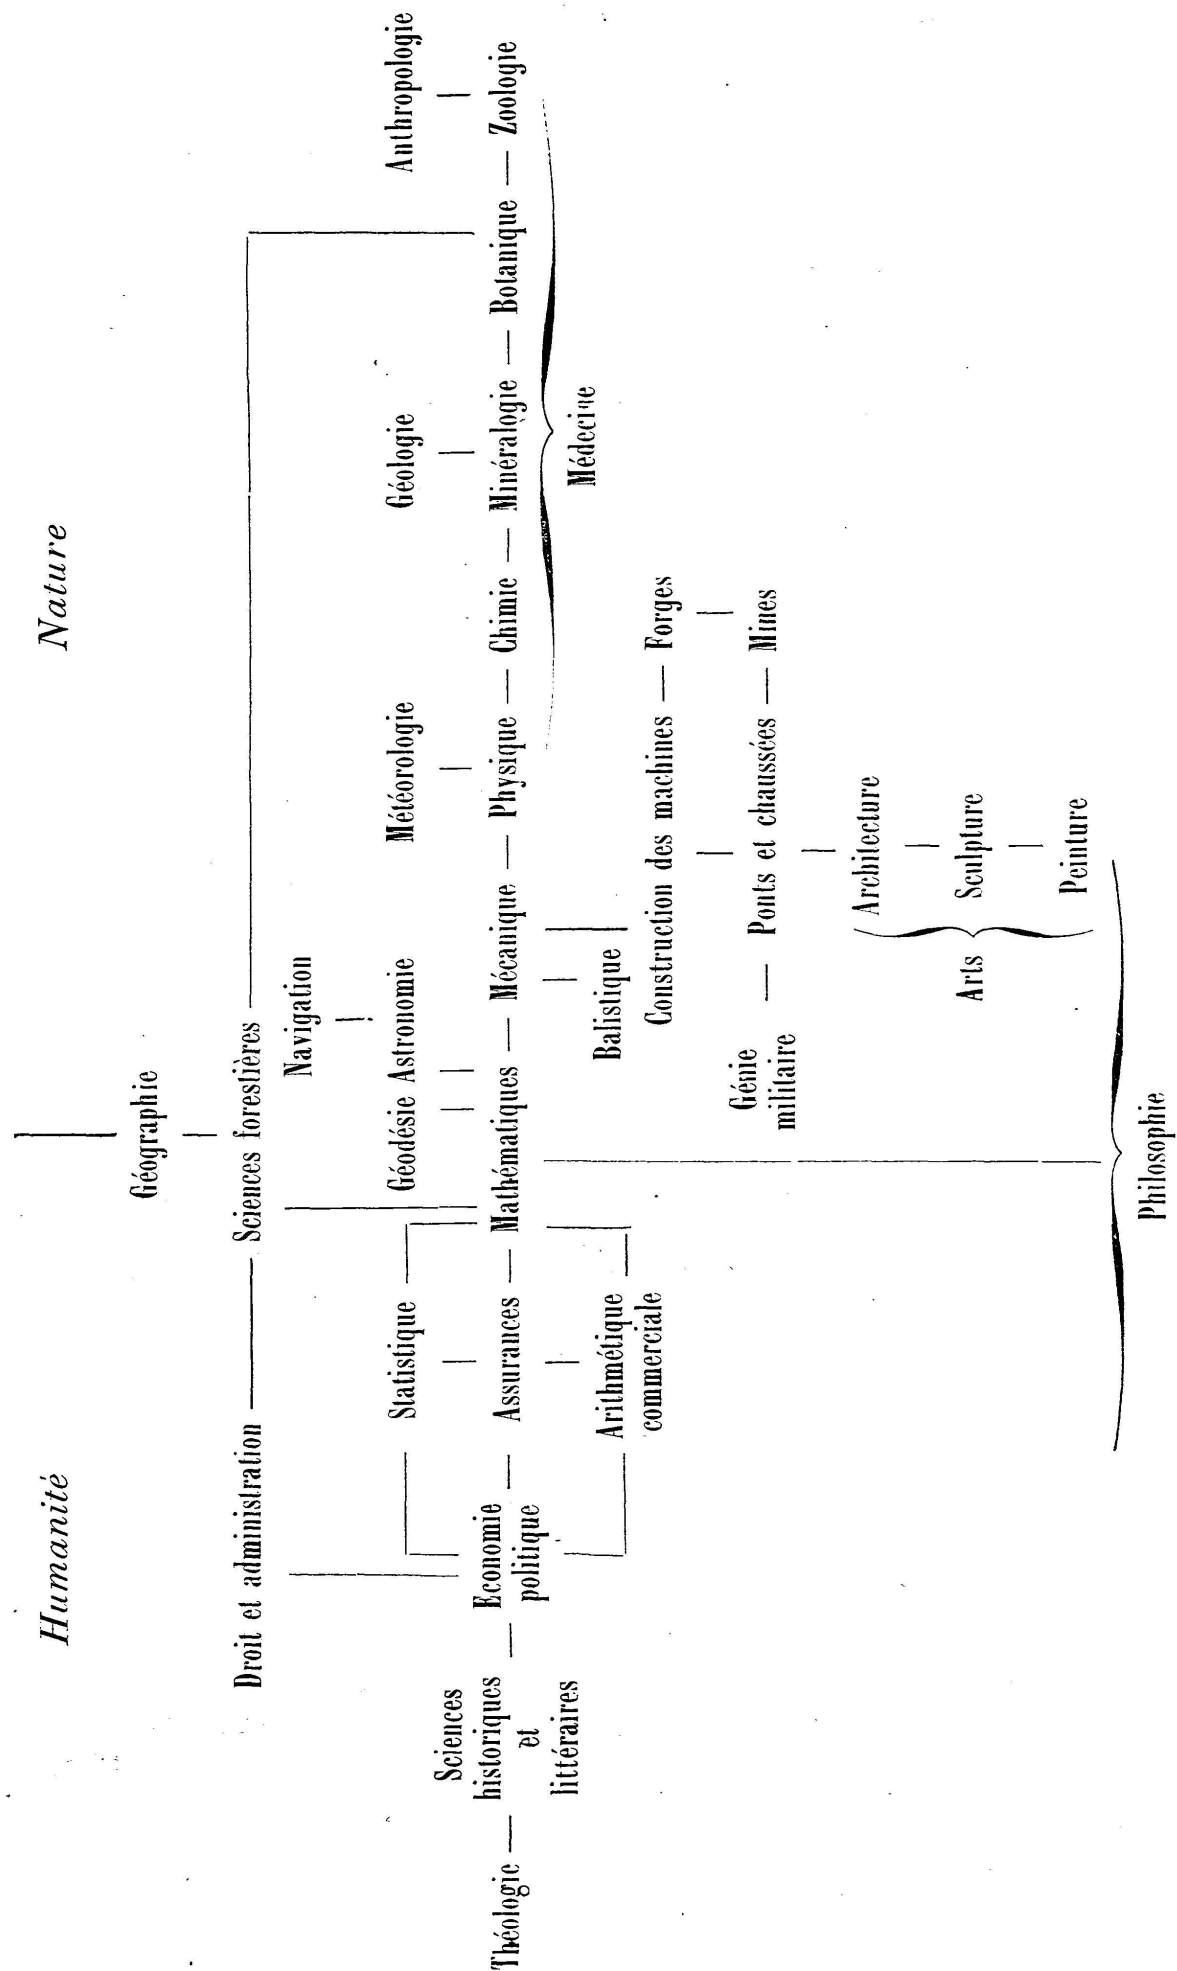 Humanité
Nature
Géographie
Droit et administration — Sciences forestières
Navigation
Statistique
Géodésie
Astronomie
Météorologie
Géologie
Anthropologie
Théologie — Sciences historiques et littéraires — Economie politique — Assurances — Mathématiques — Mécanique — Physique — Chimie — Minéralogie — Botanique — Zoologie
Arithmétique
commerciale
Balistique
Médecine
Construction des machines — Forges
Génie
militaire
— Ponts et chaussées — Mines
Architecture
Arts
Sculpture
Peinture
Philosophie